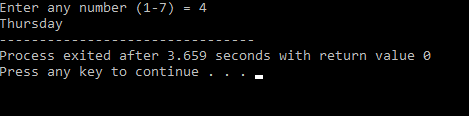 Enter any number (1-7) = 4
Thursday
--------------------------------
Process exited after 3.659 seconds with return value 0
Press any key to continue . . .